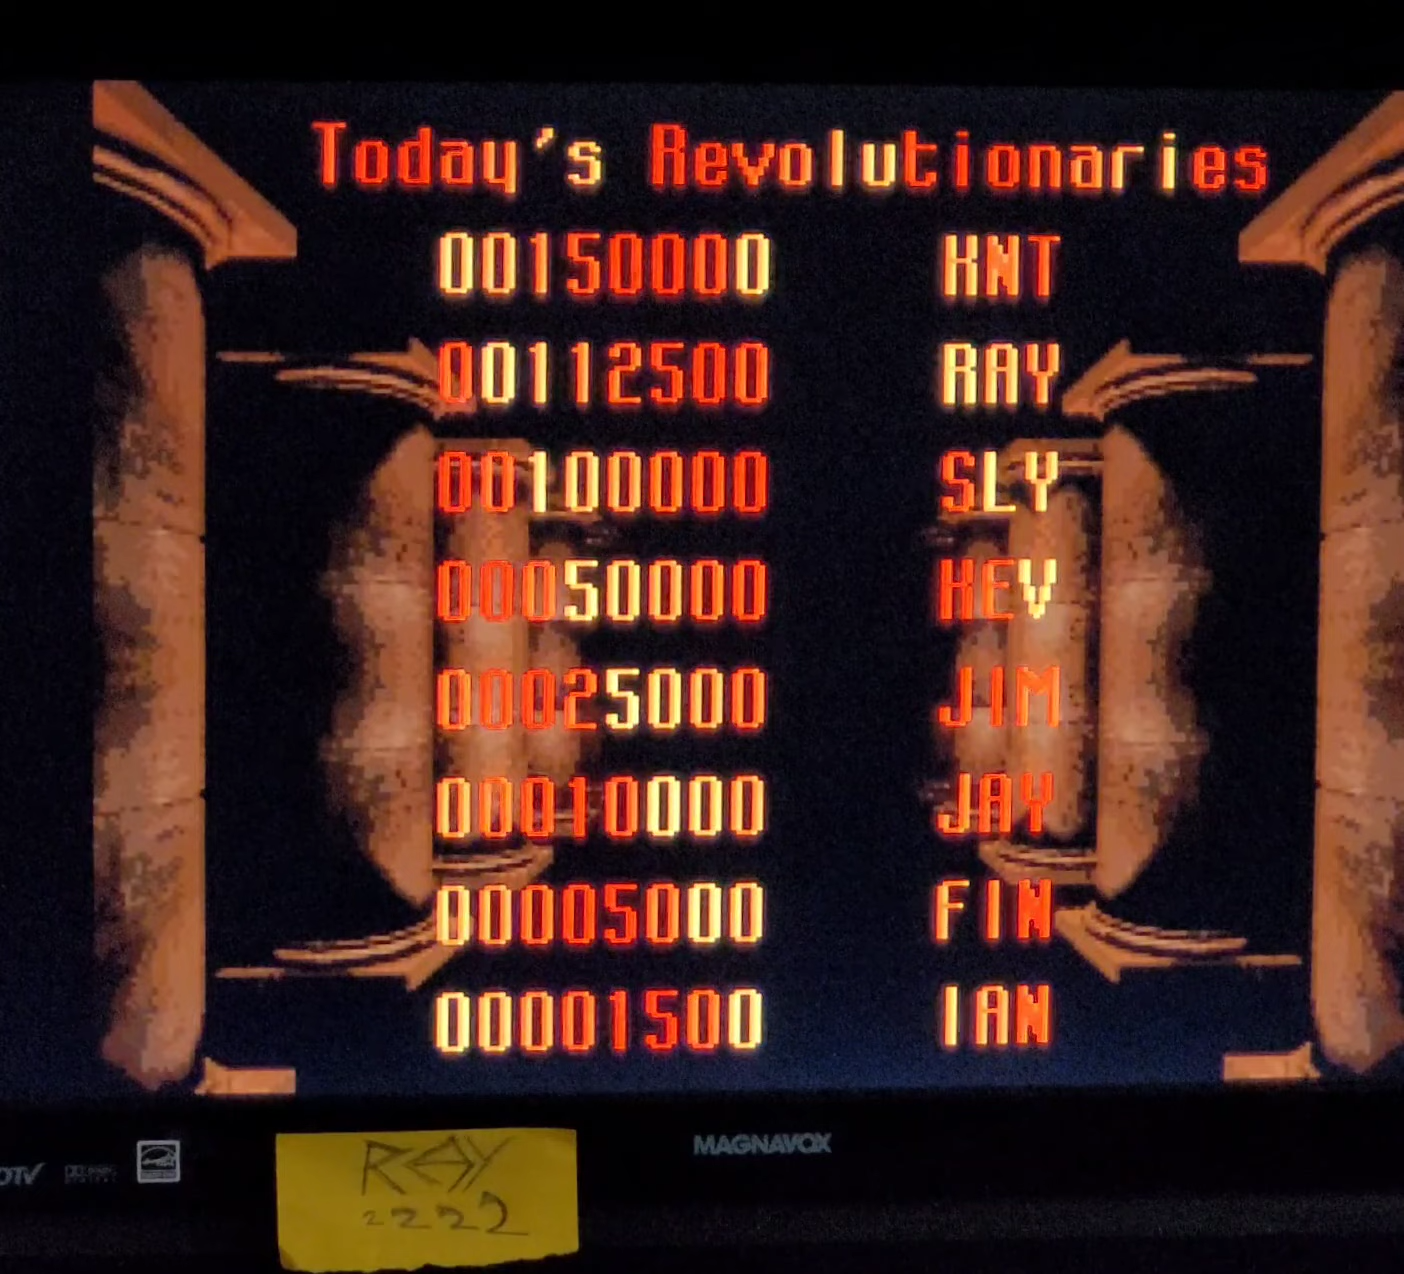 Today's Revolutionaries
001500000 KNT
00112500 RAY
00100000 SLY
00050000 KEV
00025000 JIM
00010000 JAY
00005000 FIN
00001500 IAN
MAGNAVOX
RAY
2222